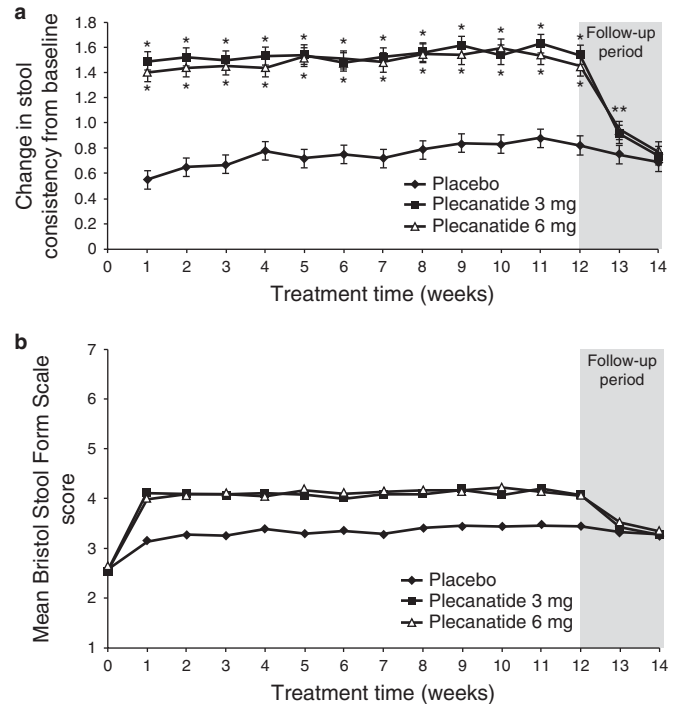 a
Change in stool
consistency from baseline
1.8
1.6
1.4
1.2
1.0
0.8
0.6
0.4
0.2
0
* * * * * * * * * * * *
* * * * * * * * * * * *
**
Follow-up
period
Placebo
Plecanatide 3 mg
Plecanatide 6 mg
0 1 2 3 4 5 6 7 8 9 10 11 12 13 14
Treatment time (weeks)
b
Mean Bristol Stool Form Scale
score
7
6
5
4
3
2
1
Follow-up
period
Placebo
Plecanatide 3 mg
Plecanatide 6 mg
0 1 2 3 4 5 6 7 8 9 10 11 12 13 14
Treatment time (weeks)